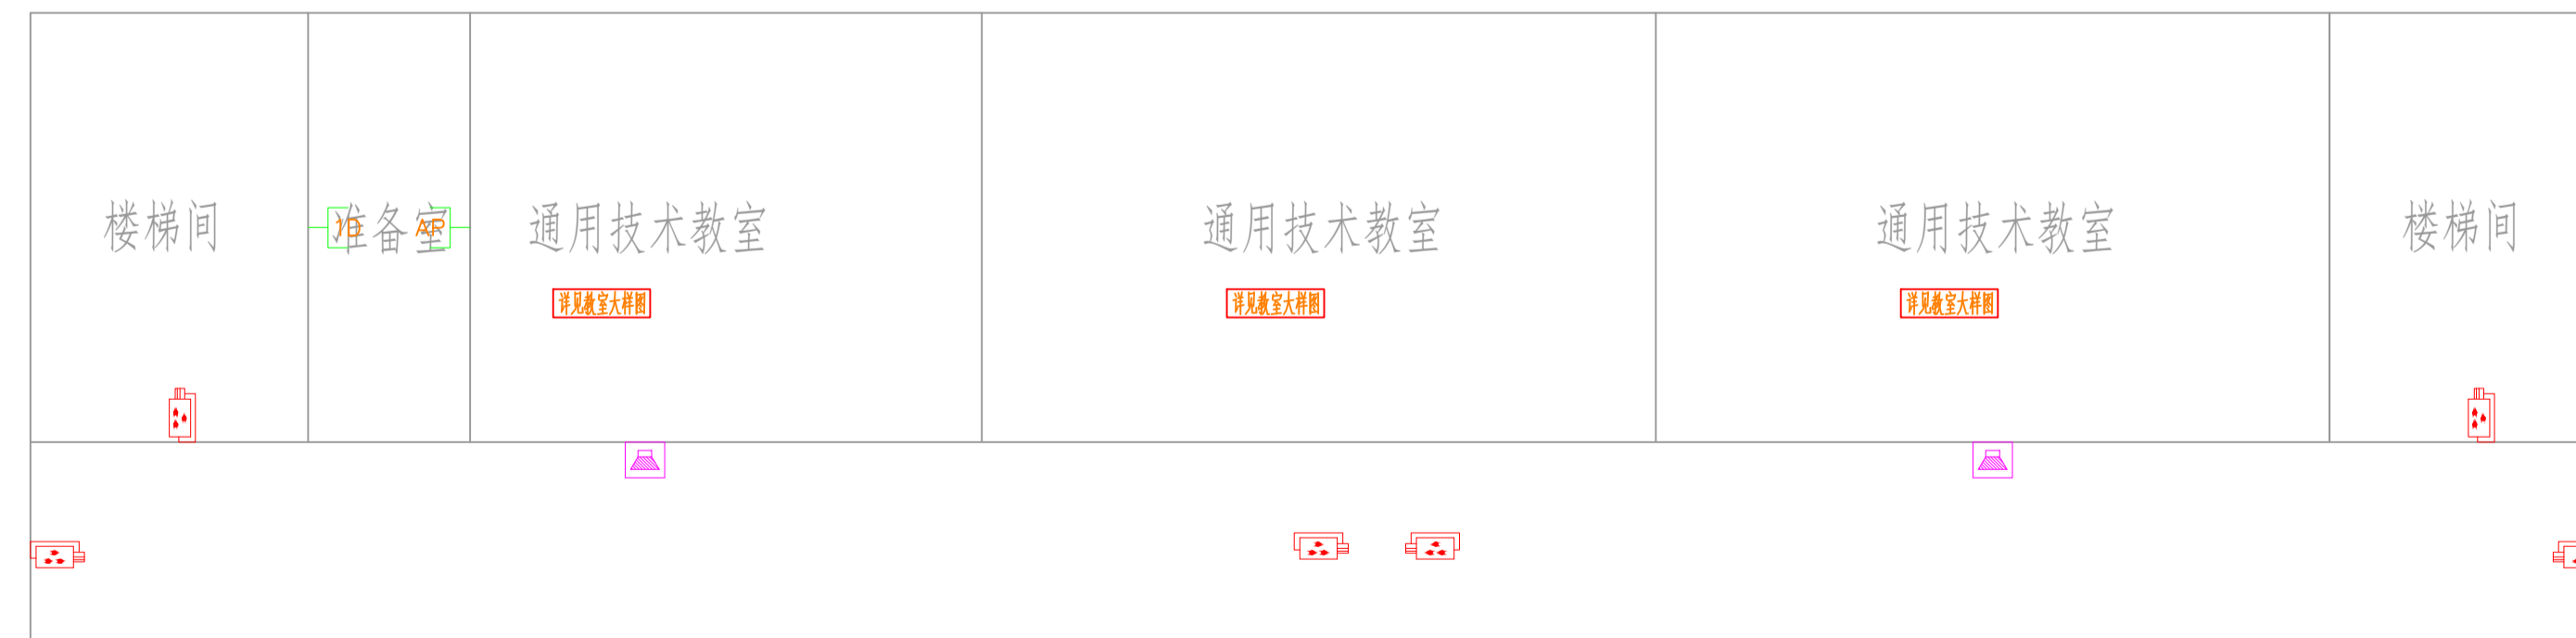 楼梯间
准备室
通用技术教室
通用技术教室
通用技术教室
楼梯间
AP
详见教室大样图
详见教室大样图
详见教室大样图